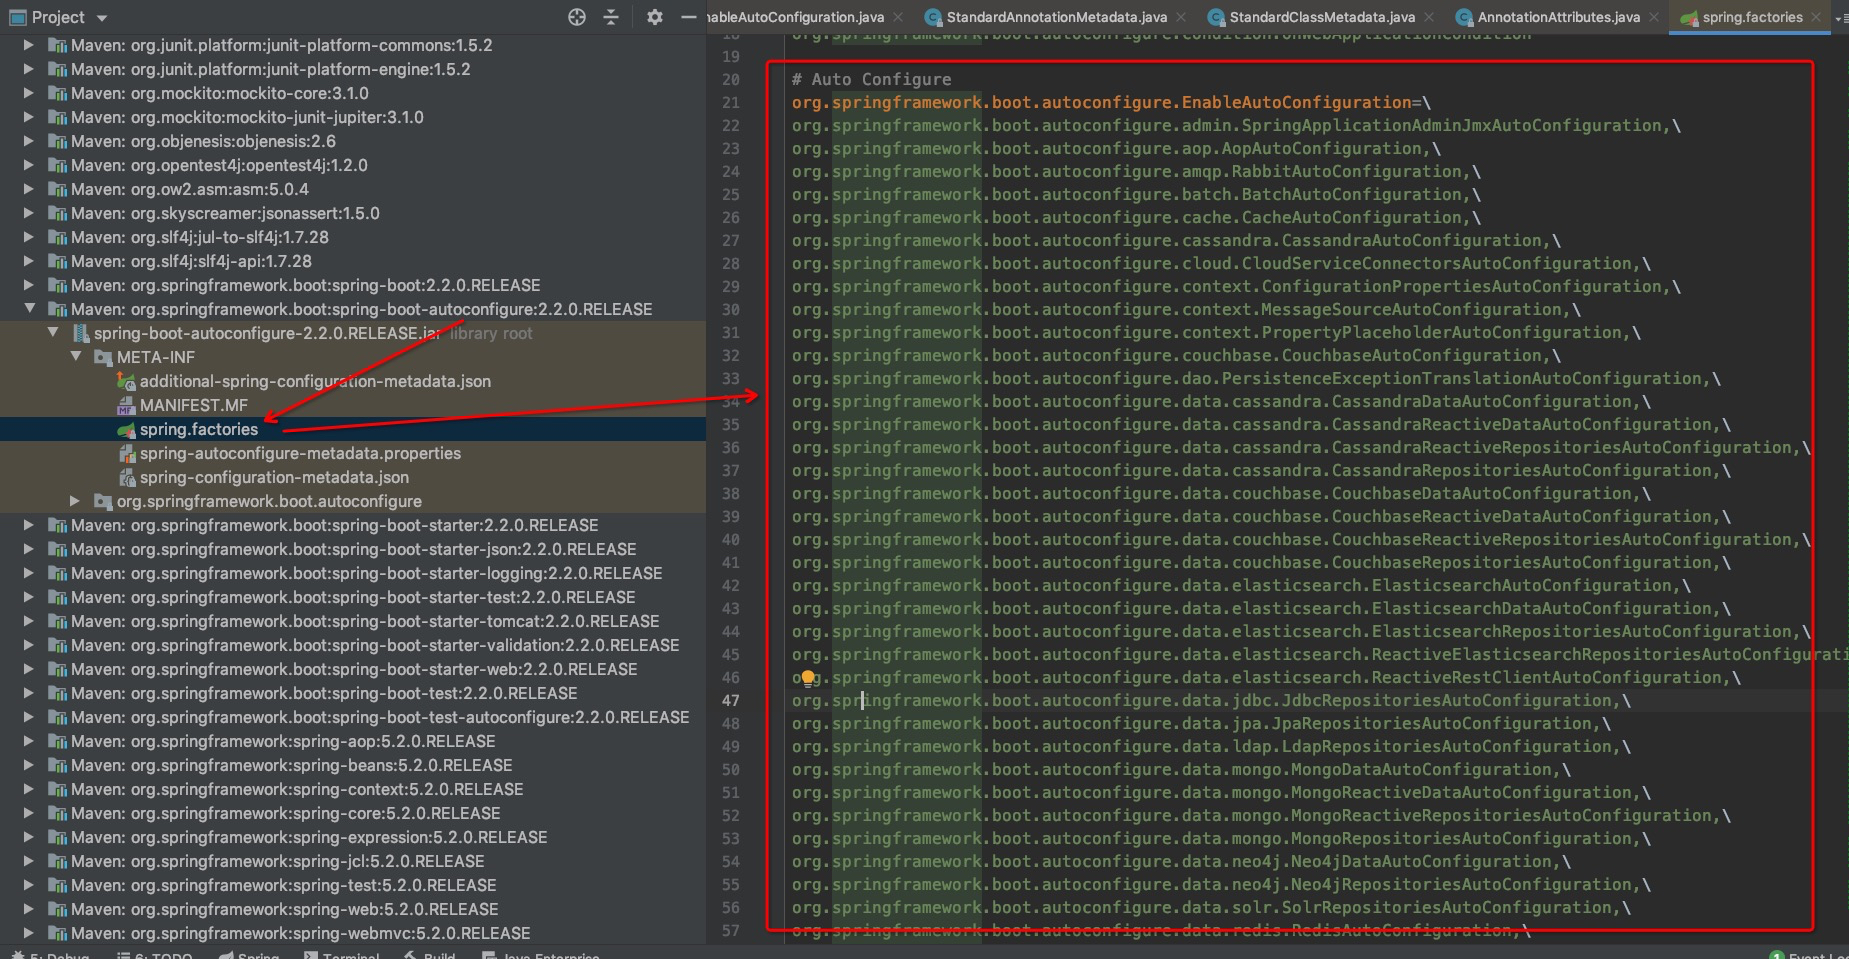 Project
Maven: org.junit.platform:junit-platform-commons:1.5.2
Maven: org.junit.platform:junit-platform-engine:1.5.2
Maven: org.mockito:mockito-core:3.1.0
Maven: org.mockito:mockito-junit-jupiter:3.1.0
Maven: org.objenesis:objenesis:2.6
Maven: org.opentest4j:opentest4j:1.2.0
Maven: org.ow2.asm:asm:5.0.4
Maven: org.skyscreamer:jsonassert:1.5.0
Maven: org.slf4j:jul-to-slf4j:1.7.28
Maven: org.slf4j:slf4j-api:1.7.28
Maven: org.springframework.boot:spring-boot:2.2.0.RELEASE
Maven: org.springframework.boot:spring-boot-autoconfigure:2.2.0.RELEASE
spring-boot-autoconfigure-2.2.0.RELEASE.jar library root
META-INF
additional-spring-configuration-metadata.json
MANIFEST.MF
spring.factories
spring-autoconfigure-metadata.properties
spring-configuration-metadata.json
org.springframework.boot.autoconfigure
Maven: org.springframework.boot:spring-boot-starter:2.2.0.RELEASE
Maven: org.springframework.boot:spring-boot-starter-json:2.2.0.RELEASE
Maven: org.springframework.boot:spring-boot-starter-logging:2.2.0.RELEASE
Maven: org.springframework.boot:spring-boot-starter-test:2.2.0.RELEASE
Maven: org.springframework.boot:spring-boot-starter-tomcat:2.2.0.RELEASE
Maven: org.springframework.boot:spring-boot-starter-validation:2.2.0.RELEASE
Maven: org.springframework.boot:spring-boot-starter-web:2.2.0.RELEASE
Maven: org.springframework.boot:spring-boot-test:2.2.0.RELEASE
Maven: org.springframework.boot:spring-boot-test-autoconfigure:2.2.0.RELEASE
Maven: org.springframework:spring-aop:5.2.0.RELEASE
Maven: org.springframework:spring-beans:5.2.0.RELEASE
Maven: org.springframework:spring-context:5.2.0.RELEASE
Maven: org.springframework:spring-core:5.2.0.RELEASE
Maven: org.springframework:spring-expression:5.2.0.RELEASE
Maven: org.springframework:spring-jcl:5.2.0.RELEASE
Maven: org.springframework:spring-test:5.2.0.RELEASE
Maven: org.springframework:spring-web:5.2.0.RELEASE
Maven: org.springframework:spring-webmvc:5.2.0.RELEASE
nableAutoConfiguration.java StandardAnnotationMetadata.java StandardClassMetadata.java AnnotationAttributes.java spring.factories
18 org.springframework.boot.autoconfigure.condition.OnWebApplicationCondition
19
20 # Auto Configure
21 org.springframework.boot.autoconfigure.EnableAutoConfiguration=\
22 org.springframework.boot.autoconfigure.admin.SpringApplicationAdminJmxAutoConfiguration,\
23 org.springframework.boot.autoconfigure.aop.AopAutoConfiguration,\
24 org.springframework.boot.autoconfigure.amqp.RabbitAutoConfiguration,\
25 org.springframework.boot.autoconfigure.batch.BatchAutoConfiguration,\
26 org.springframework.boot.autoconfigure.cache.CacheAutoConfiguration,\
27 org.springframework.boot.autoconfigure.cassandra.CassandraAutoConfiguration,\
28 org.springframework.boot.autoconfigure.cloud.CloudServiceConnectorsAutoConfiguration,\
29 org.springframework.boot.autoconfigure.context.ConfigurationPropertiesAutoConfiguration,\
30 org.springframework.boot.autoconfigure.context.MessageSourceAutoConfiguration,\
31 org.springframework.boot.autoconfigure.context.PropertyPlaceholderAutoConfiguration,\
32 org.springframework.boot.autoconfigure.couchbase.CouchbaseAutoConfiguration,\
33 org.springframework.boot.autoconfigure.dao.PersistenceExceptionTranslationAutoConfiguration,\
34 org.springframework.boot.autoconfigure.data.cassandra.CassandraDataAutoConfiguration,\
35 org.springframework.boot.autoconfigure.data.cassandra.CassandraReactiveDataAutoConfiguration,\
36 org.springframework.boot.autoconfigure.data.cassandra.CassandraReactiveRepositoriesAutoConfiguration,\
37 org.springframework.boot.autoconfigure.data.cassandra.CassandraRepositoriesAutoConfiguration,\
38 org.springframework.boot.autoconfigure.data.couchbase.CouchbaseDataAutoConfiguration,\
39 org.springframework.boot.autoconfigure.data.couchbase.CouchbaseReactiveDataAutoConfiguration,\
40 org.springframework.boot.autoconfigure.data.couchbase.CouchbaseReactiveRepositoriesAutoConfiguration,\
41 org.springframework.boot.autoconfigure.data.couchbase.CouchbaseRepositoriesAutoConfiguration,\
42 org.springframework.boot.autoconfigure.data.elasticsearch.ElasticsearchAutoConfiguration,\
43 org.springframework.boot.autoconfigure.data.elasticsearch.ElasticsearchDataAutoConfiguration,\
44 org.springframework.boot.autoconfigure.data.elasticsearch.ElasticsearchRepositoriesAutoConfiguration,\
45 org.springframework.boot.autoconfigure.data.elasticsearch.ReactiveElasticsearchRepositoriesAutoConfigurati
46 org.springframework.boot.autoconfigure.data.elasticsearch.ReactiveRestClientAutoConfiguration,\
47 org.springframework.boot.autoconfigure.data.jdbc.JdbcRepositoriesAutoConfiguration,\
48 org.springframework.boot.autoconfigure.data.jpa.JpaRepositoriesAutoConfiguration,\
49 org.springframework.boot.autoconfigure.data.ldap.LdapRepositoriesAutoConfiguration,\
50 org.springframework.boot.autoconfigure.data.mongo.MongoDataAutoConfiguration,\
51 org.springframework.boot.autoconfigure.data.mongo.MongoReactiveDataAutoConfiguration,\
52 org.springframework.boot.autoconfigure.data.mongo.MongoReactiveRepositoriesAutoConfiguration,\
53 org.springframework.boot.autoconfigure.data.mongo.MongoRepositoriesAutoConfiguration,\
54 org.springframework.boot.autoconfigure.data.neo4j.Neo4jDataAutoConfiguration,\
55 org.springframework.boot.autoconfigure.data.neo4j.Neo4jRepositoriesAutoConfiguration,\
56 org.springframework.boot.autoconfigure.data.solr.SolrRepositoriesAutoConfiguration,\
57 org.springframework.boot.autoconfigure.data.redis.RedisAutoConfiguration,\
5: Debug 6: TODO Spring Terminal Build Java Enterprise 1 Event Lo